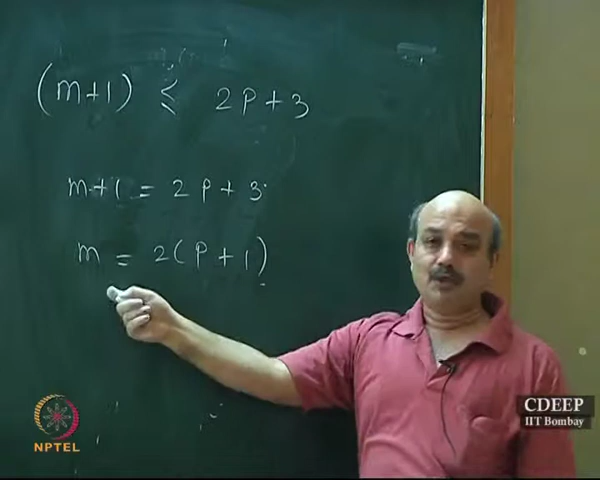 (m+1) ≤ 2p+3
m+1 = 2p+3
m = 2(p+1)
NPTEL
CDEEP
IIT Bombay